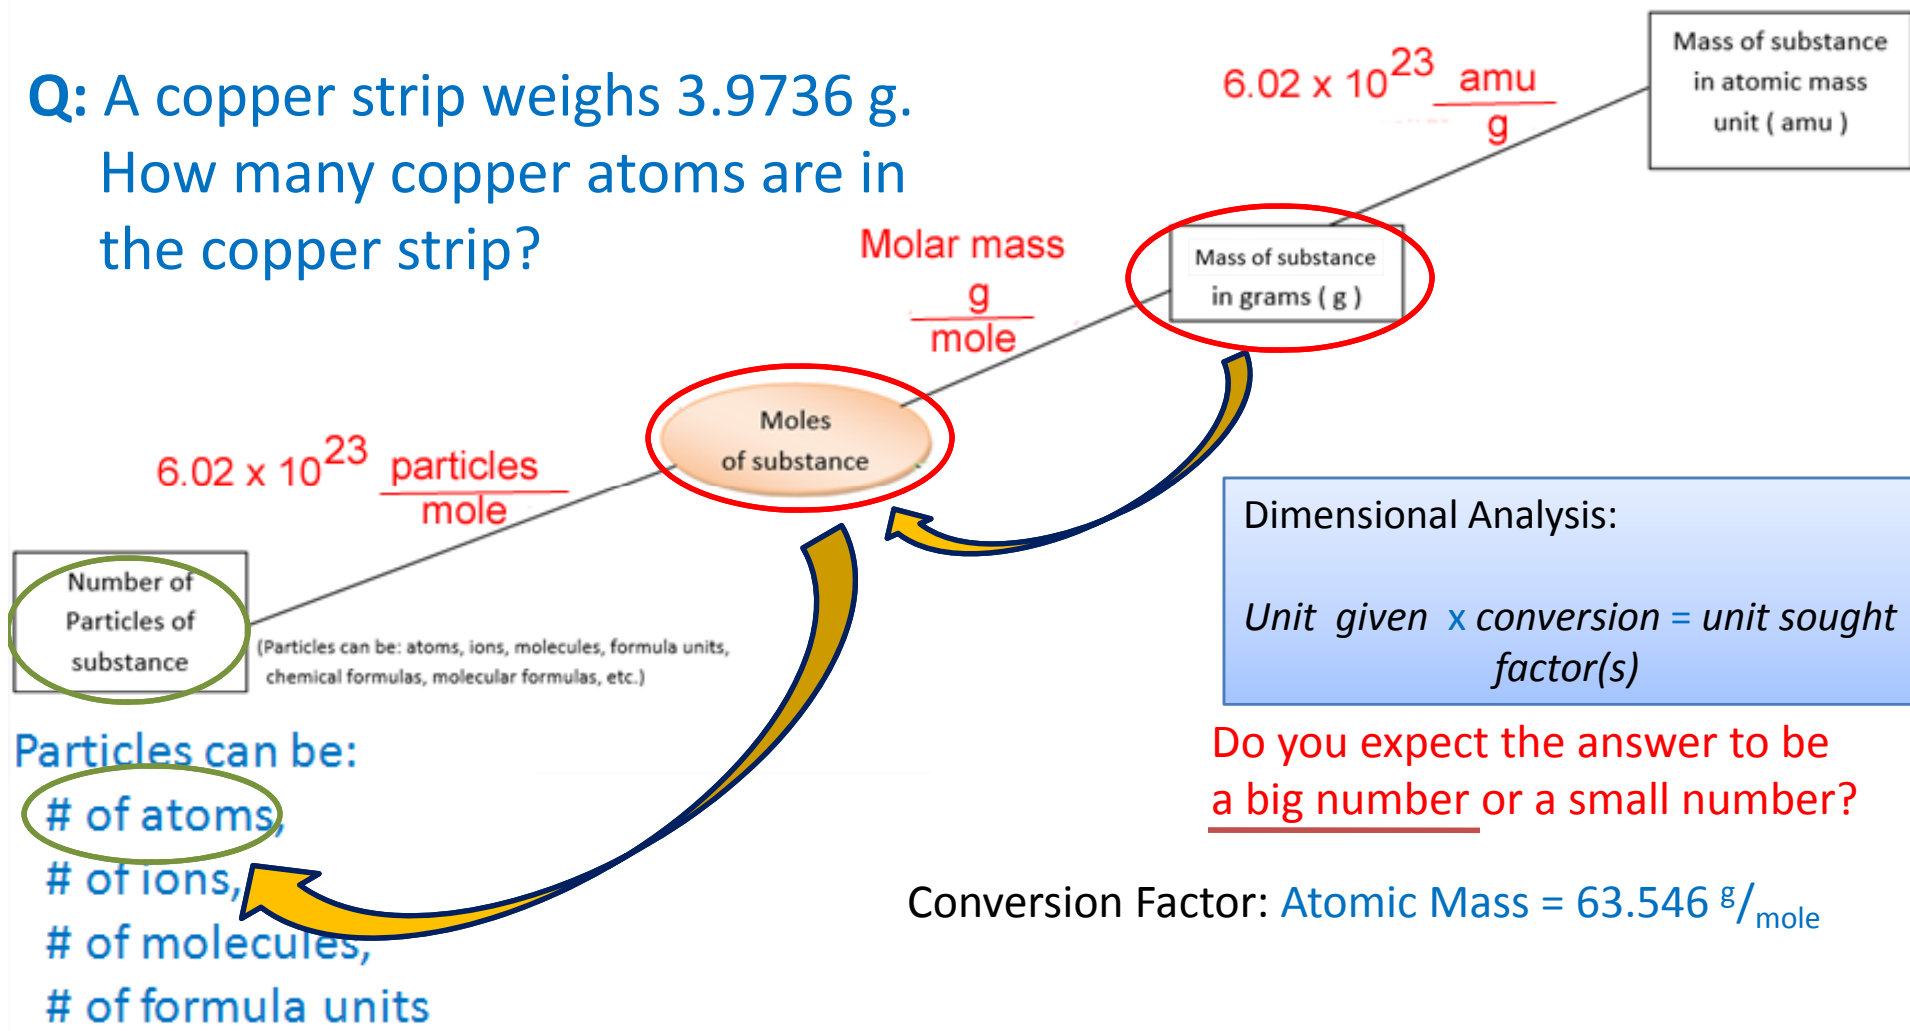 Q: A copper strip weighs 3.9736 g.
How many copper atoms are in
the copper strip?
6.02 x 10^23 amu/g
Mass of substance
in atomic mass
unit ( amu )
Molar mass
g
mole
Mass of substance
in grams ( g )
Moles
of substance
6.02 x 10^23 particles/mole
Number of
Particles of
substance
(Particles can be: atoms, ions, molecules, formula units,
chemical formulas, molecular formulas, etc.)
Dimensional Analysis:
Unit given x conversion = unit sought
factor(s)
Particles can be:
# of atoms,
# of ions,
# of molecules,
# of formula units
Do you expect the answer to be
a big number or a small number?
Conversion Factor: Atomic Mass = 63.546 g/mole